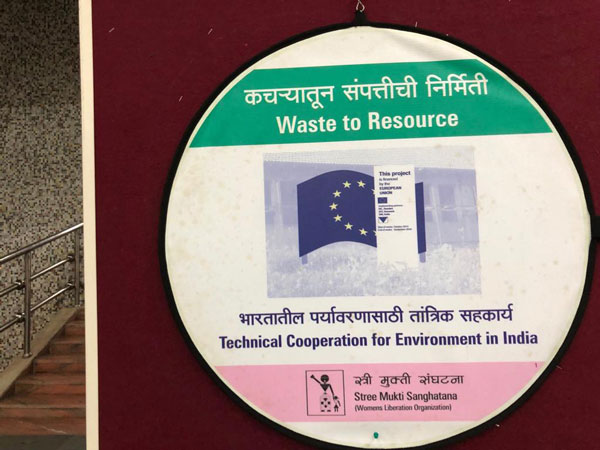 कचऱ्यातून संपत्तीची निर्मिती
Waste to Resource
This project
is financed
by the
EUROPEAN
UNION
भारतातील पर्यावरणासाठी तांत्रिक सहकार्य
Technical Cooperation for Environment in India
स्त्री मुक्ती संघटना
Stree Mukti Sanghatana
(Womens Liberation Organization)